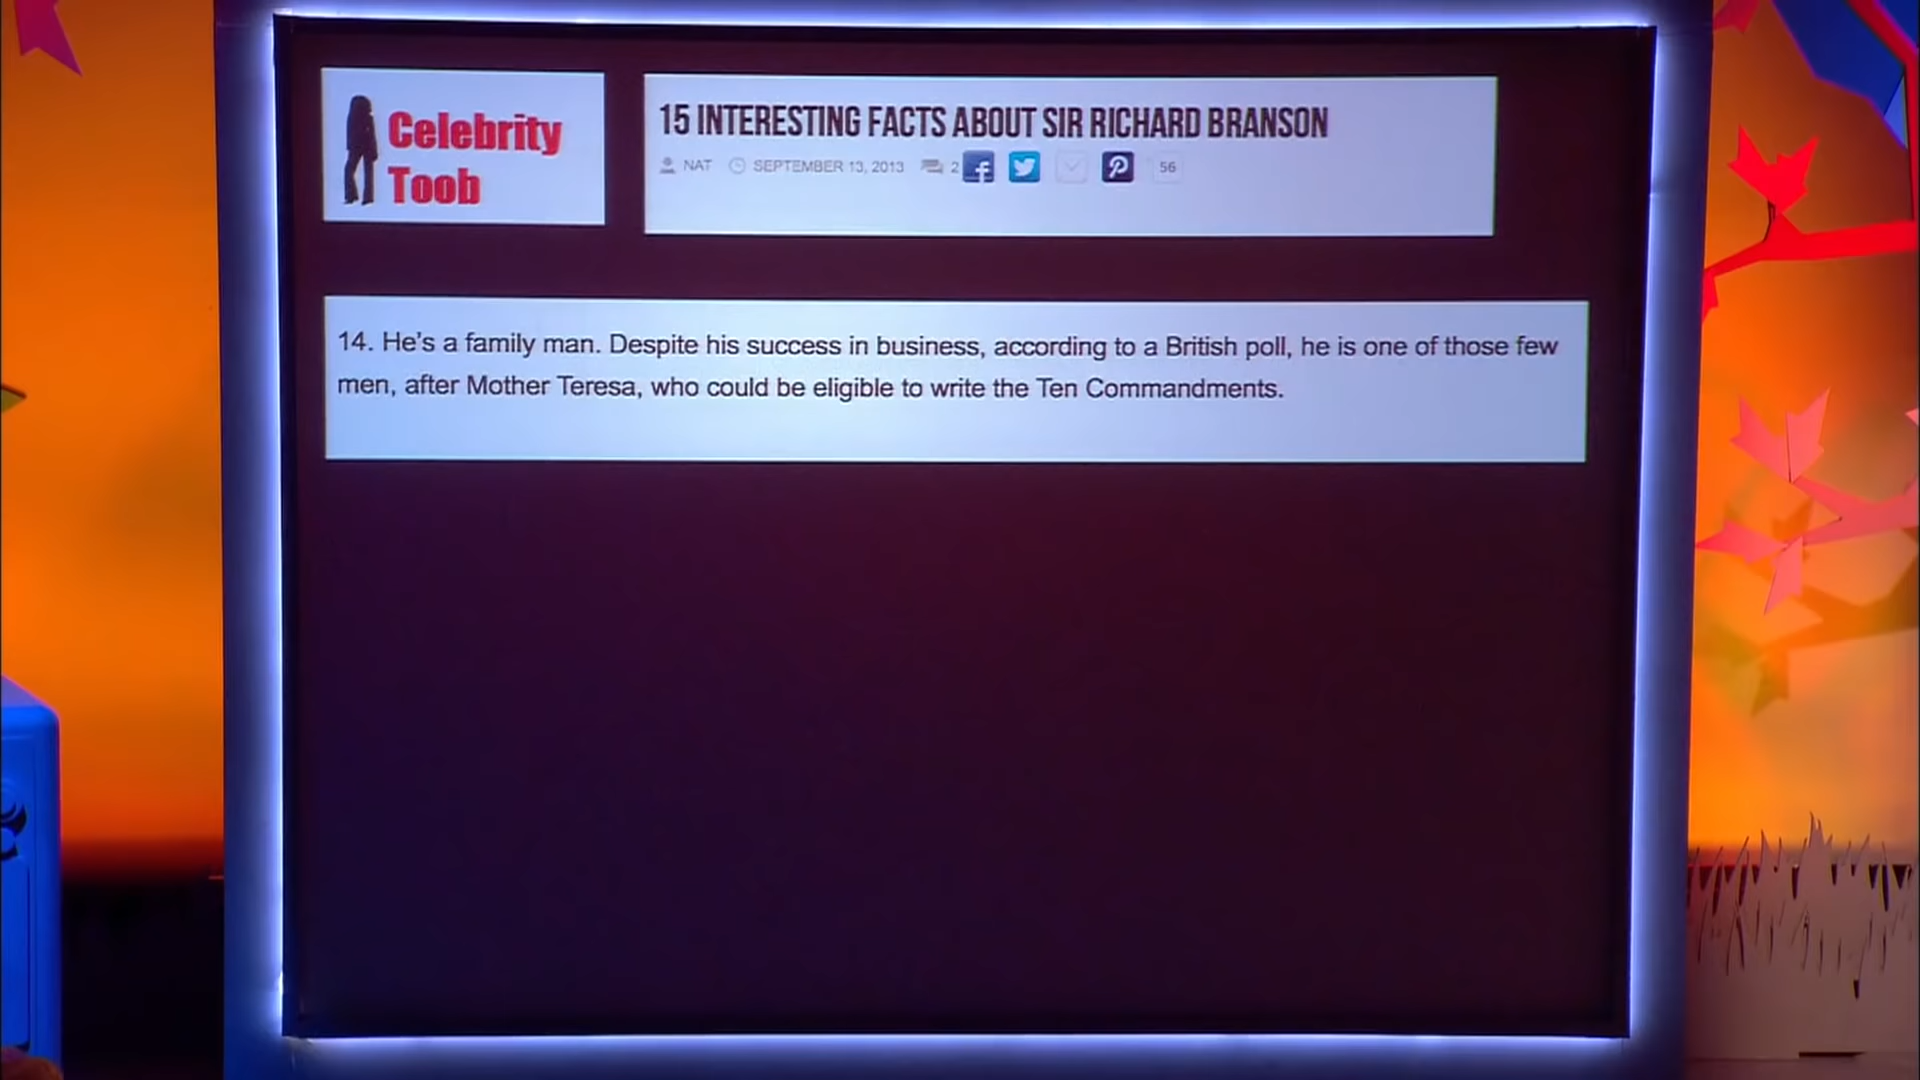 Celebrity
Toob
15 INTERESTING FACTS ABOUT SIR RICHARD BRANSON
NAT SEPTEMBER 13, 2013 2 56
14. He's a family man. Despite his success in business, according to a British poll, he is one of those few
men, after Mother Teresa, who could be eligible to write the Ten Commandments.